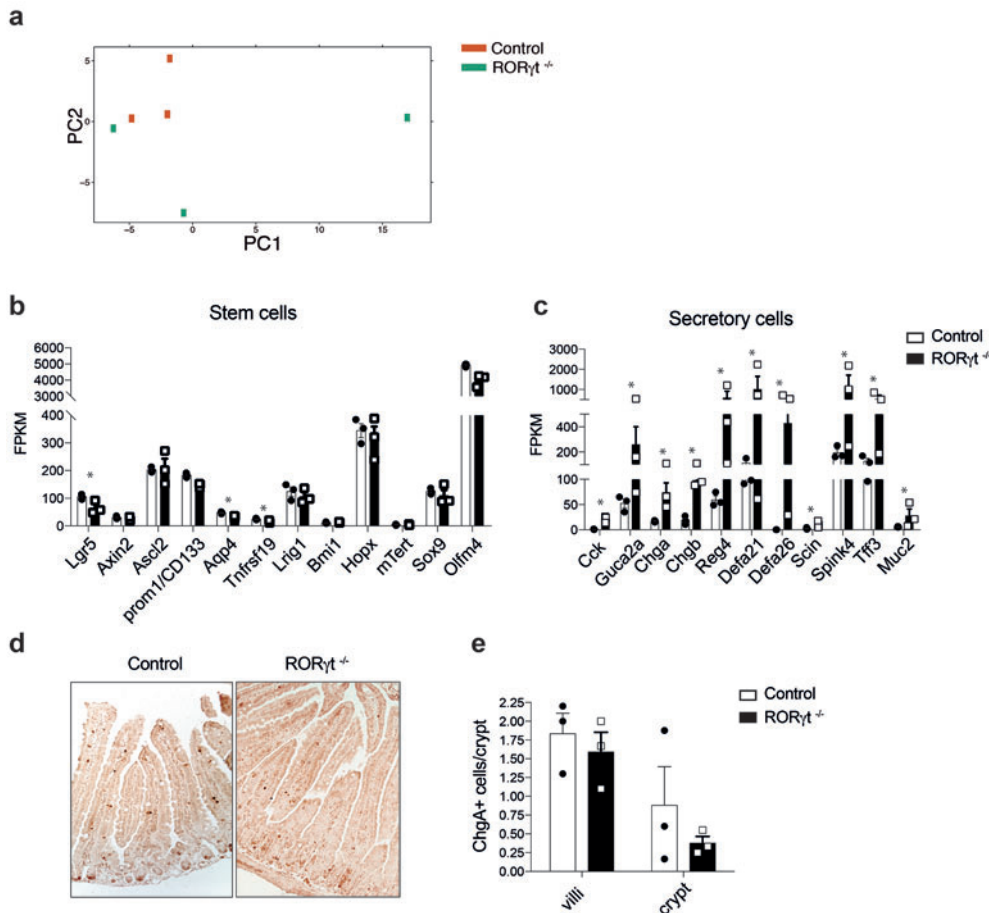 a
Control
RORγt -/-
5
0
−5
PC2
−5 0 5 10 15
PC1
b
Stem cells
6000
5000
4000
3000
400
300
200
100
0
FPKM
Lgr5 Axin2 Ascl2 prom1/CD133 Aqp4 Tnfrsf19 Lrig1 Bmi1 Hopx mTert Sox9 Olfm4
* * *
c
Secretory cells
Control
RORγt -/-
3000
2000
1000
400
200
50
0
FPKM
* * * * * * * * * * *
Cck Guca2a Chga Chgb Reg4 Defa21 Defa26 Scin Spink4 Tff3 Muc2
d
Control RORγt -/-
e
Control
RORγt -/-
2.25
2.00
1.75
1.50
1.25
1.00
0.75
0.50
0.25
0.00
ChgA+ cells/crypt
villi crypt